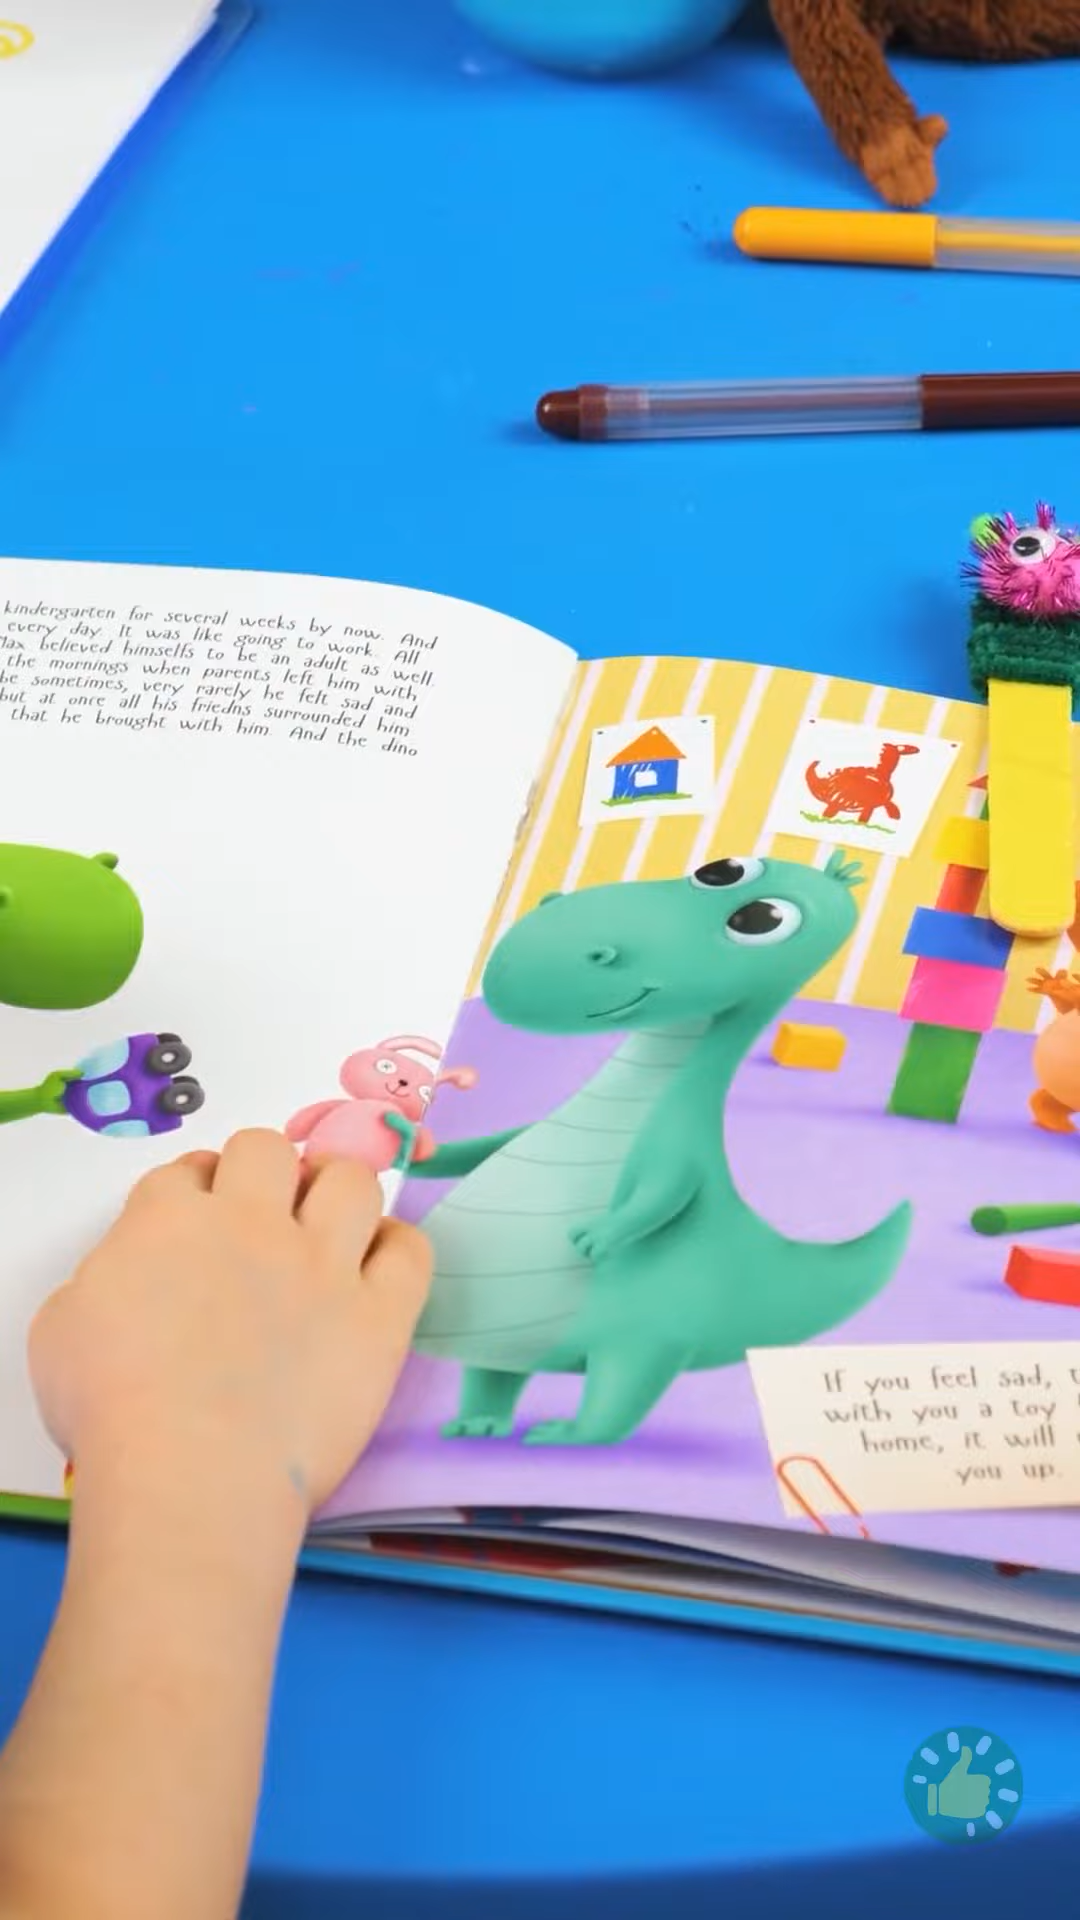 kindergarten for several weeks by now. And
every day. It was like going to work. All
Max believed himselfs to be an adult as well.
the mornings when parents left him with
be sometimes, very rarely he felt sad and
but at once all his friedns surrounded him
that he brought with him. And the dino
If you feel sad,
with you a toy
home, it will
you up.